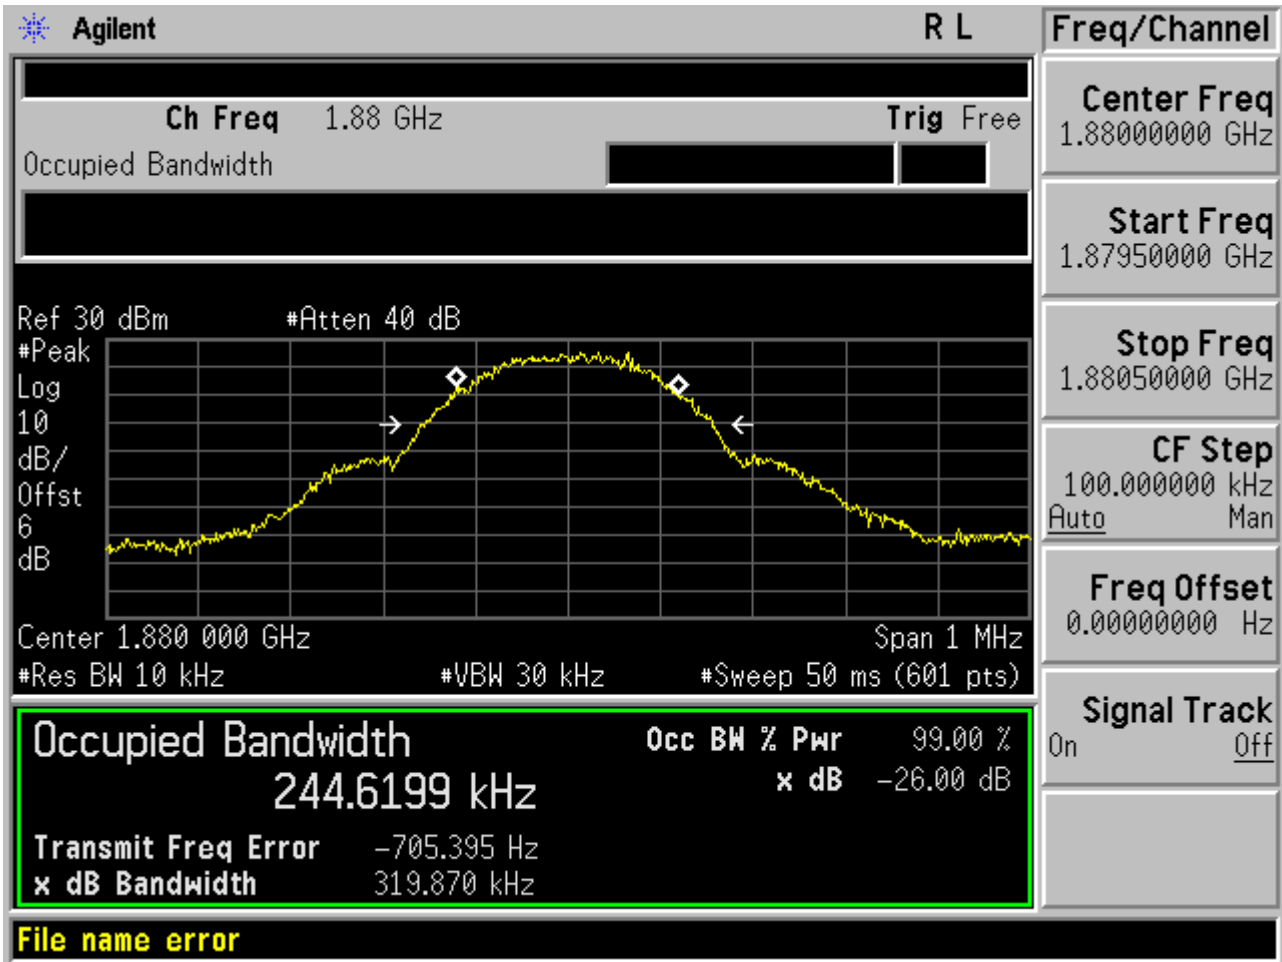 Agilent R L Freq/Channel
Ch Freq 1.88 GHz Trig Free
Occupied Bandwidth
Center Freq
1.88000000 GHz
Start Freq
1.87950000 GHz
Stop Freq
1.88050000 GHz
CF Step
100.000000 kHz
Auto Man
Freq Offset
0.00000000 Hz
Signal Track
On Off
Ref 30 dBm #Atten 40 dB
#Peak
Log
10
dB/
Offst
6
dB
Center 1.880 000 GHz Span 1 MHz
#Res BW 10 kHz #VBW 30 kHz #Sweep 50 ms (601 pts)
Occupied Bandwidth Occ BW % Pwr 99.00 %
244.6199 kHz x dB -26.00 dB
Transmit Freq Error -705.395 Hz
x dB Bandwidth 319.870 kHz
File name error